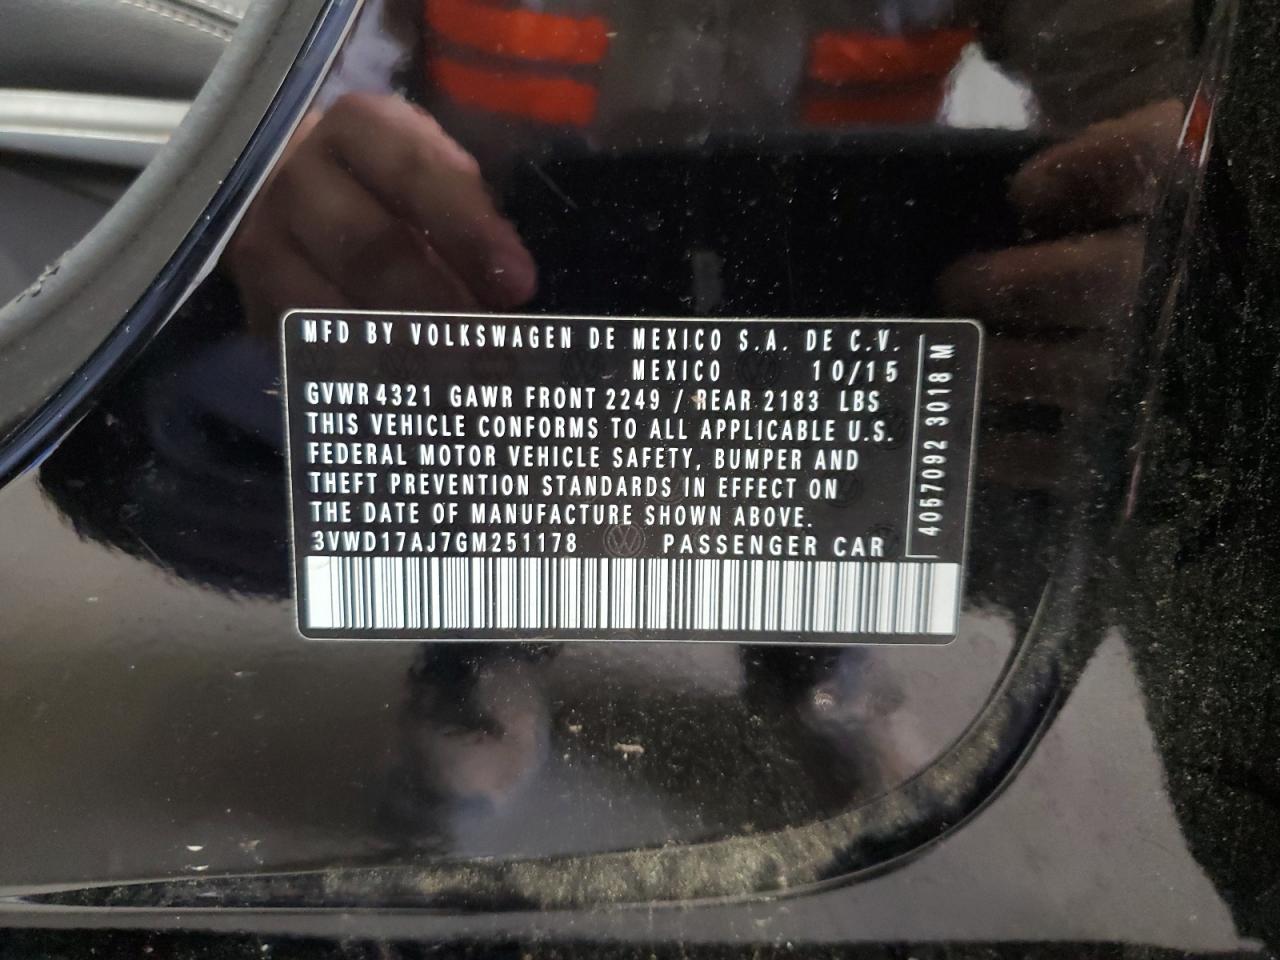 MFD BY VOLKSWAGEN DE MEXICO S.A. DE C.V.
MEXICO 10/15
GVWR 4321 GAWR FRONT 2249 / REAR 2183 LBS
THIS VEHICLE CONFORMS TO ALL APPLICABLE U.S.
FEDERAL MOTOR VEHICLE SAFETY, BUMPER AND
THEFT PREVENTION STANDARDS IN EFFECT ON
THE DATE OF MANUFACTURE SHOWN ABOVE.
3VWD17AJ7GM251178 PASSENGER CAR
4057092 3018 M